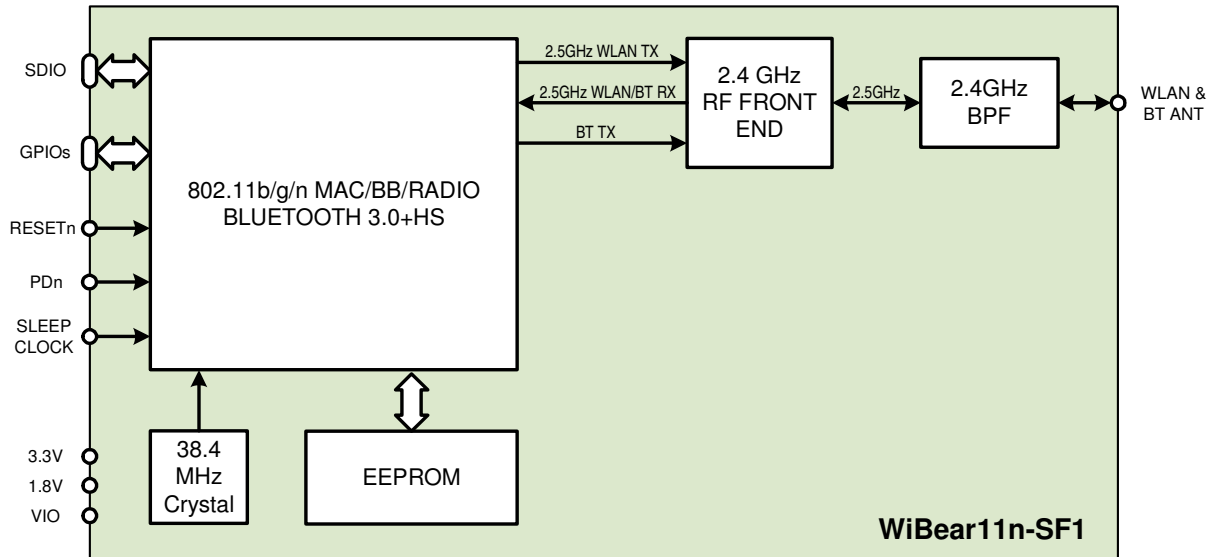 SDIO
GPIOs
RESETn
PDn
SLEEP
CLOCK
3.3V
1.8V
VIO
802.11b/g/n MAC/BB/RADIO
BLUETOOTH 3.0+HS
38.4
MHz
Crystal
EEPROM
2.5GHz WLAN TX
2.5GHz WLAN/BT RX
BT TX
2.4 GHz
RF FRONT
END
2.5GHz
2.4GHz
BPF
WLAN &
BT ANT
WiBear11n-SF1